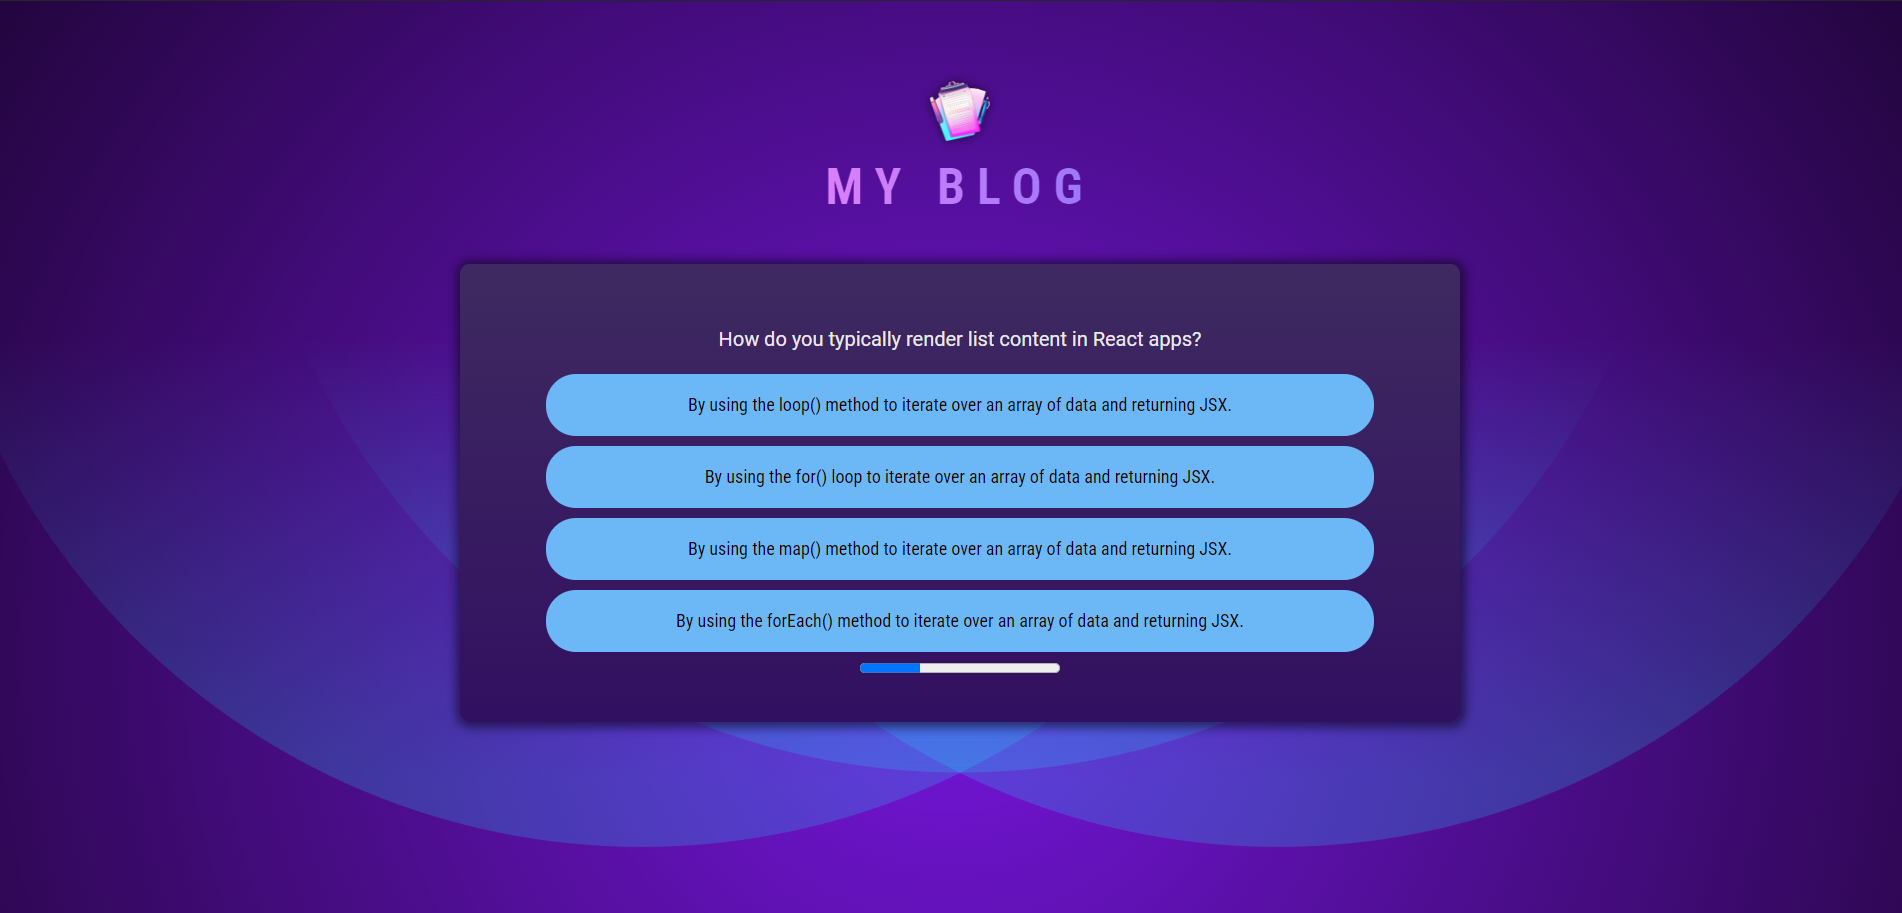 MY BLOG
How do you typically render list content in React apps?
By using the loop() method to iterate over an array of data and returning JSX.
By using the for() loop to iterate over an array of data and returning JSX.
By using the map() method to iterate over an array of data and returning JSX.
By using the forEach() method to iterate over an array of data and returning JSX.